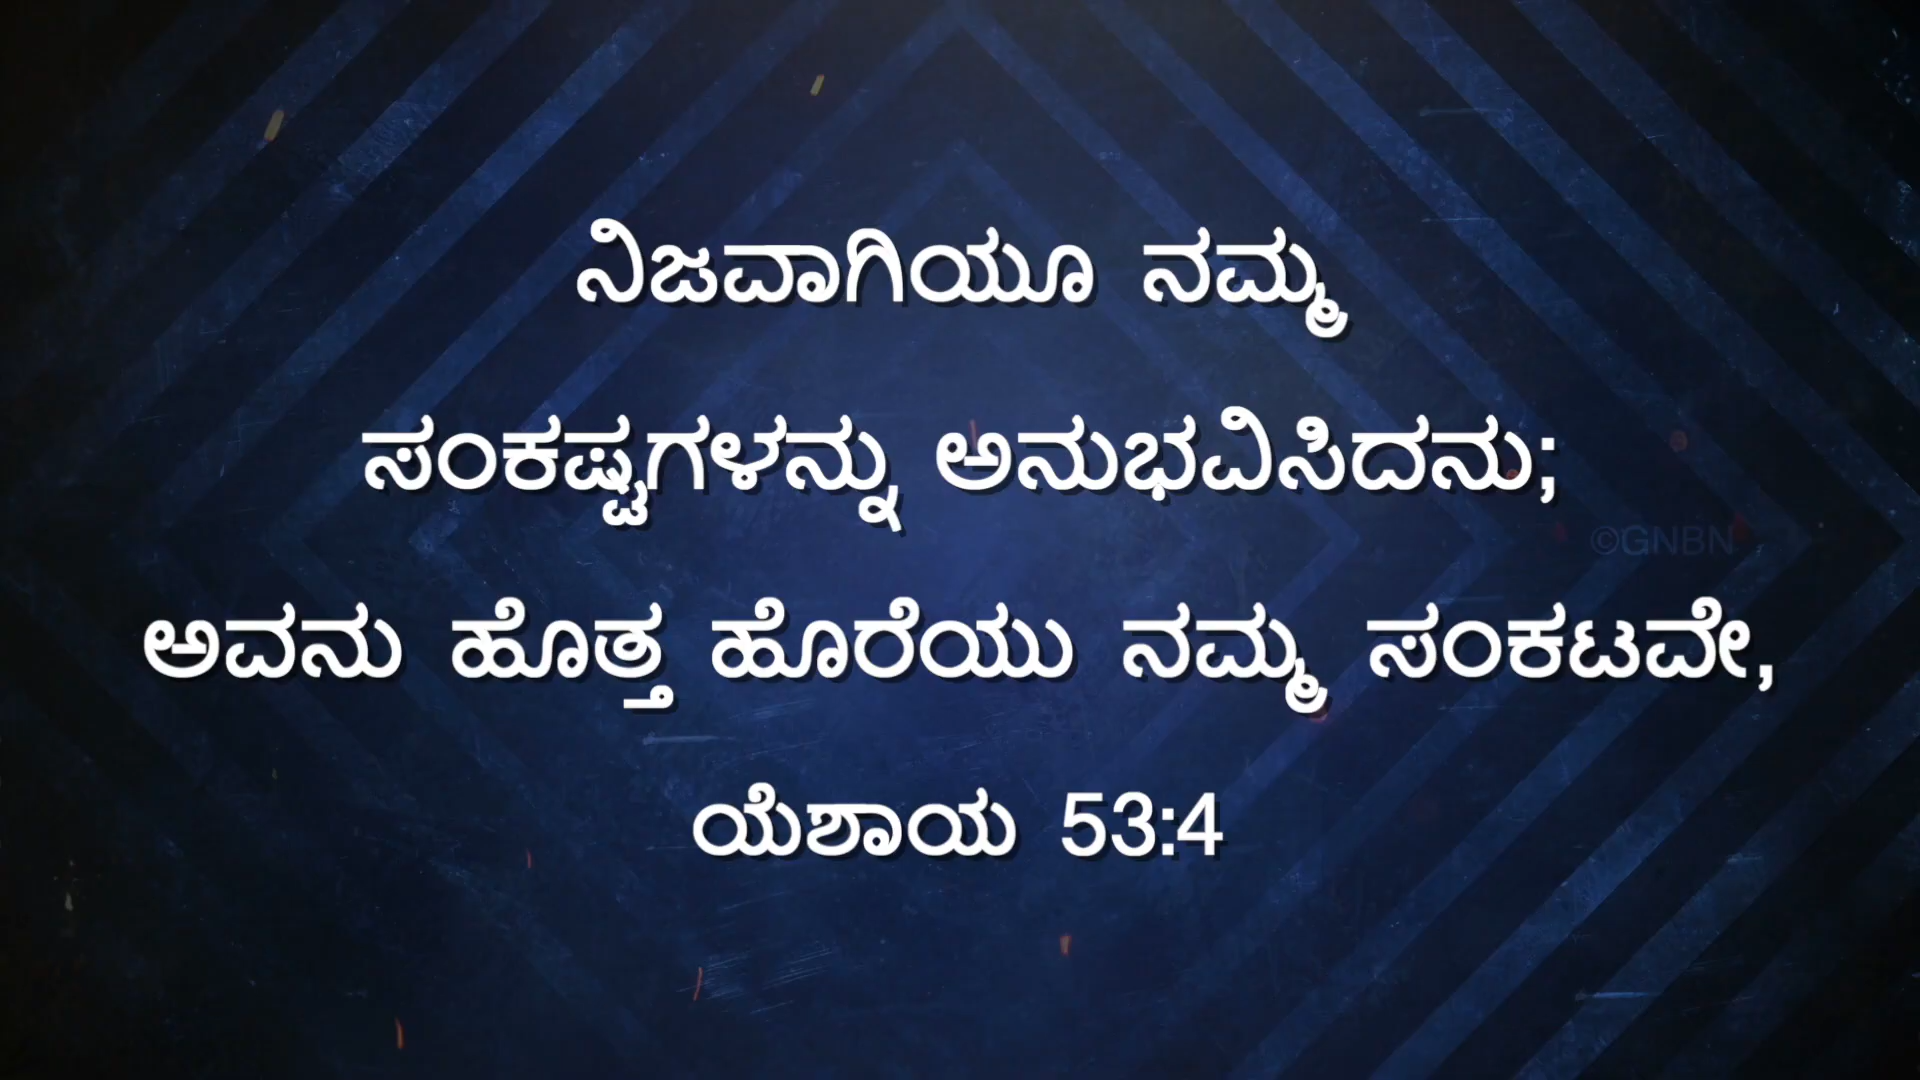 ನಿಜವಾಗಿಯೂ ನಮ್ಮ
ಸಂಕಷ್ಟಗಳನ್ನು ಅನುಭವಿಸಿದನು;
©GNBN
ಅವನು ಹೊತ್ತ ಹೊರೆಯು ನಮ್ಮ ಸಂಕಟವೇ,
ಯೆಶಾಯ 53:4